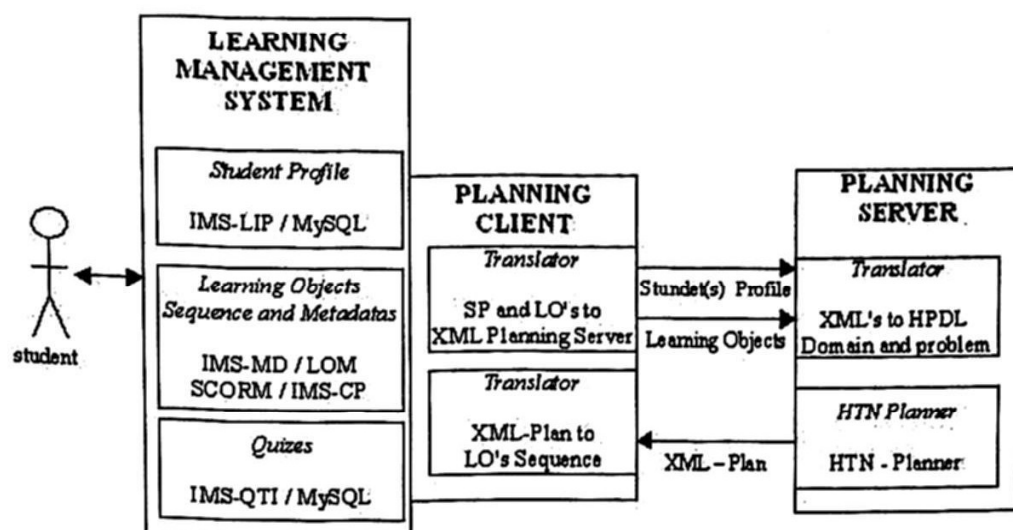 LEARNING
MANAGEMENT
SYSTEM
Student Profile
IMS-LIP / MySQL
Learning Objects
Sequence and Metadatas
IMS-MD / LOM
SCORM / IMS-CP
Quizes
IMS-QTI / MySQL
student
PLANNING
CLIENT
Translator
SP and LO's to
XML Planning Server
Translator
XML-Plan to
LO's Sequence
Stundet(s) Profile
Learning Objects
XML - Plan
PLANNING
SERVER
Translator
XML's to HPDL
Domain and problem
HTN Planner
HTN - Planner